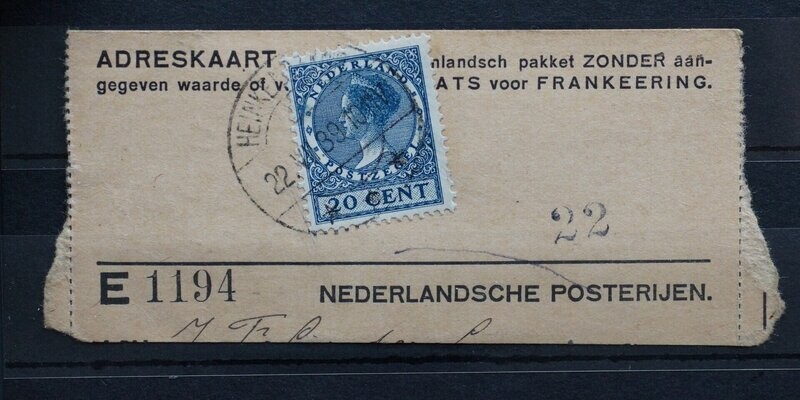 ADRESKAART nlandsch pakket ZONDER aan-
gegeven waarde of v ATS voor FRANKEERING.
NEDERLAND
POSTZEGEL
20 CENT
22
E 1194 NEDERLANDSCHE POSTERIJEN.